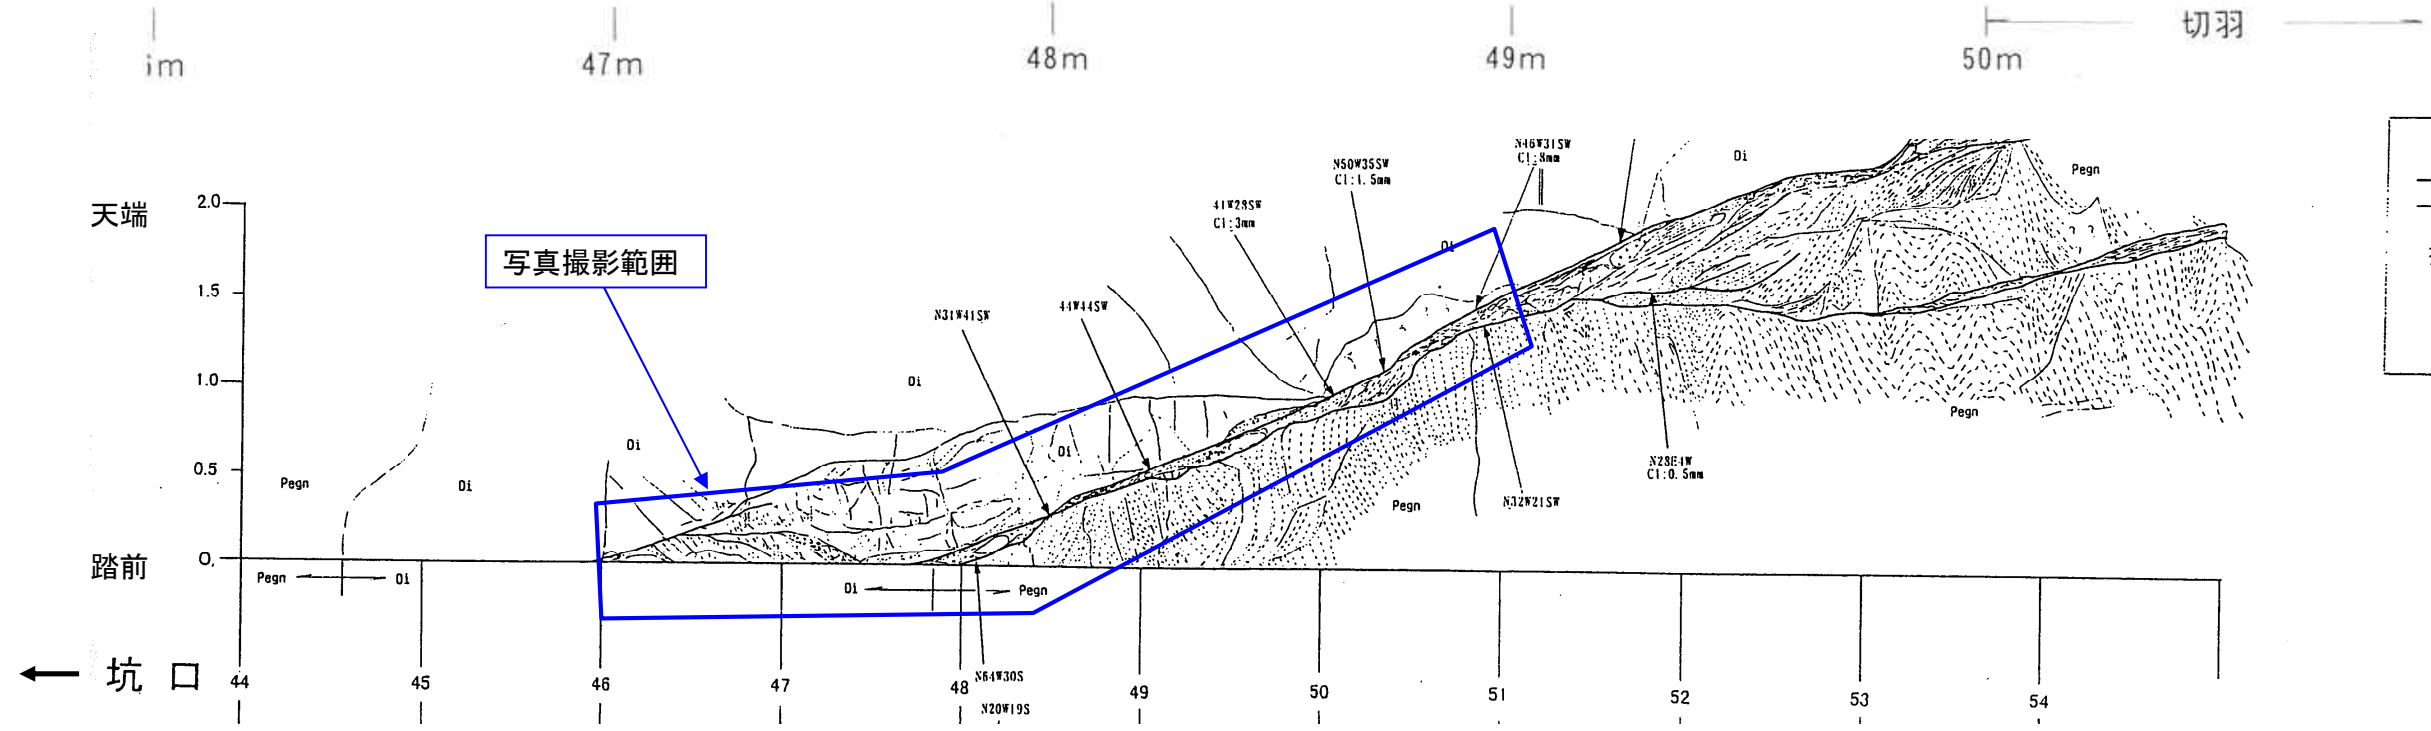 47m
48m
49m
50m
切羽
N46W31SW
Cl:8mm
N50W35SW
Cl:1.5mm
Oi
Pegn
41W28SW
Cl:3mm
天端
2.0
写真撮影範囲
Oi
1.5
N31W41SW
44W44SW
1.0
Oi
Pegn
Oi
Oi
0.5
Pegn
Oi
N28E4W
Cl:0.5mm
N32W21SW
Pegn
踏前
0.
Pegn
Oi
Oi
Pegn
← 坑 口
44
45
46
47
48
N64W30S
49
50
51
52
53
54
N20W19S